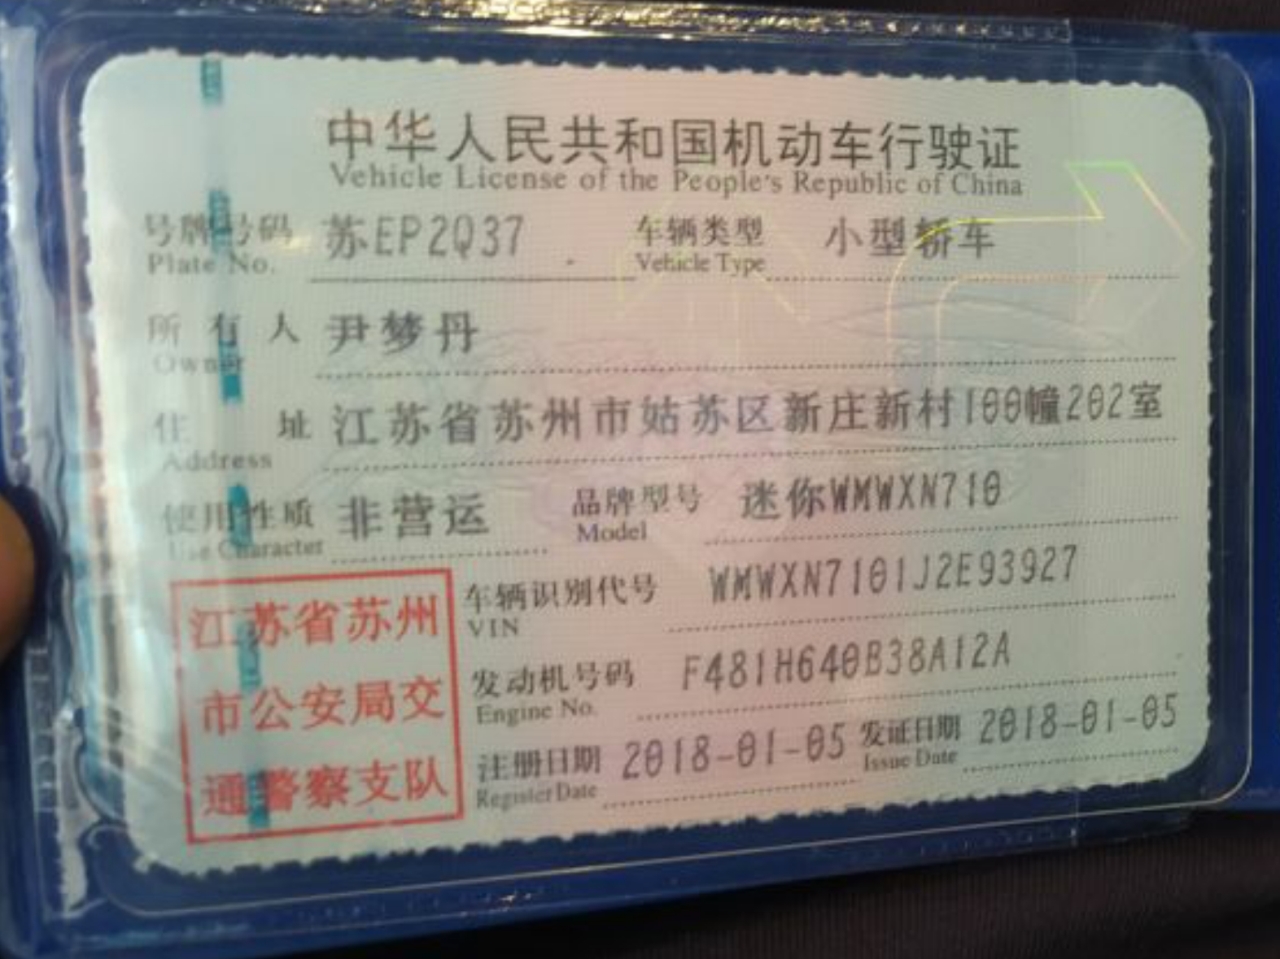 中华人民共和国机动车行驶证
Vehicle License of the People's Republic of China
号牌号码 苏EP2Q37 车辆类型 小型轿车
Plate No. Vehicle Type
所有人 尹梦丹
Owner
住址 江苏省苏州市姑苏区新庄新村100幢202室
Address
使用性质 非营运 品牌型号 迷你WMWXN710
Use Character Model
车辆识别代号 WMWXN7101J2E93927
VIN
发动机号码 F481H640B38A12A
Engine No.
注册日期 2018-01-05 发证日期 2018-01-05
Register Date Issue Date
江苏省苏州
市公安局交
通警察支队